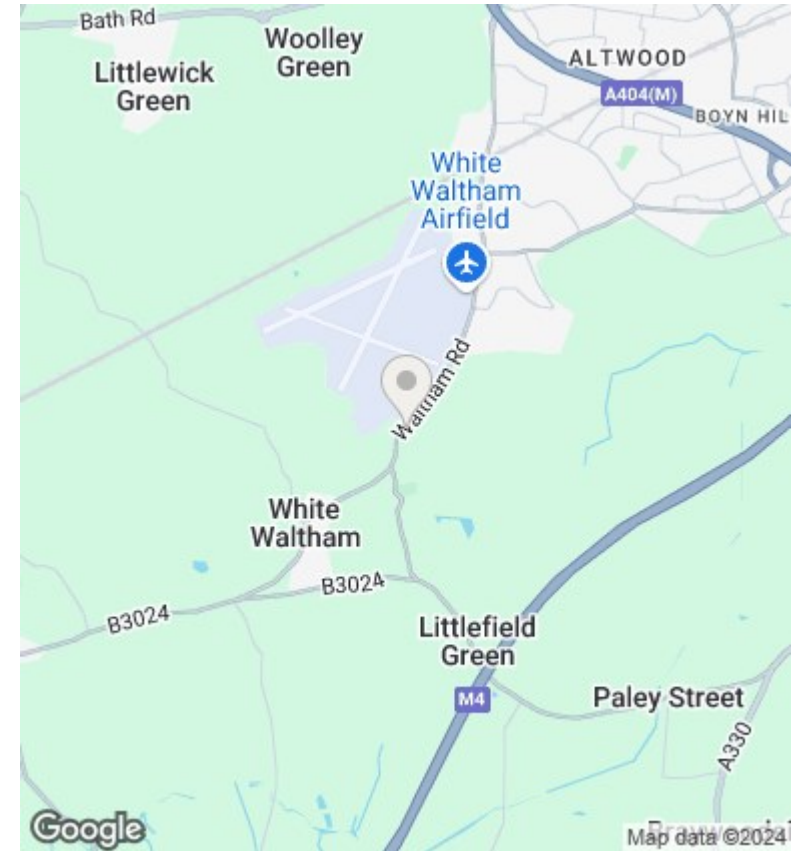 Bath Rd
Woolley
Green
Littlewick
Green
ALTWOOD
A404(M)
BOYN HIL
White
Waltham
Airfield
Waltham Rd
White
Waltham
B3024
B3024
Littlefield
Green
M4
Paley Street
A330
Google
Map data ©2024